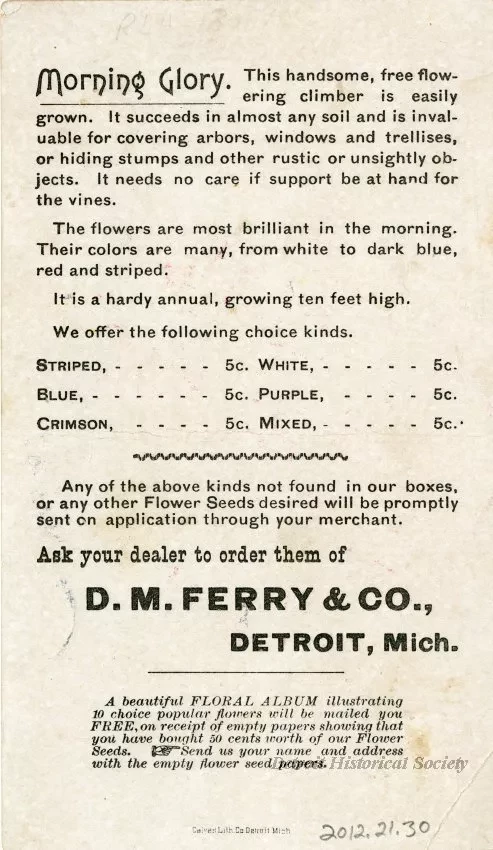 Morning Glory. This handsome, free flow-
ering climber is easily
grown. It succeeds in almost any soil and is inval-
uable for covering arbors, windows and trellises,
or hiding stumps and other rustic or unsightly ob-
jects. It needs no care if support be at hand for
the vines.
The flowers are most brilliant in the morning.
Their colors are many, from white to dark blue,
red and striped.
It is a hardy annual, growing ten feet high.
We offer the following choice kinds.
STRIPED, - - - - - 5c. WHITE, - - - - - 5c.
BLUE, - - - - - - 5c. PURPLE, - - - - 5c.
CRIMSON, - - - - 5c. MIXED, - - - - - 5c.
Any of the above kinds not found in our boxes,
or any other Flower Seeds desired will be promptly
sent on application through your merchant.
Ask your dealer to order them of
D. M. FERRY & CO.,
DETROIT, Mich.
A beautiful FLORAL ALBUM illustrating
10 choice popular flowers will be mailed you
FREE, on receipt of empty papers showing that
you have bought 50 cents worth of our Flower
Seeds. ☞ Send us your name and address
with the empty flower seed papers.
Detroit Historical Society
Calvert Lith. Co. Detroit Mich
2012.21.30